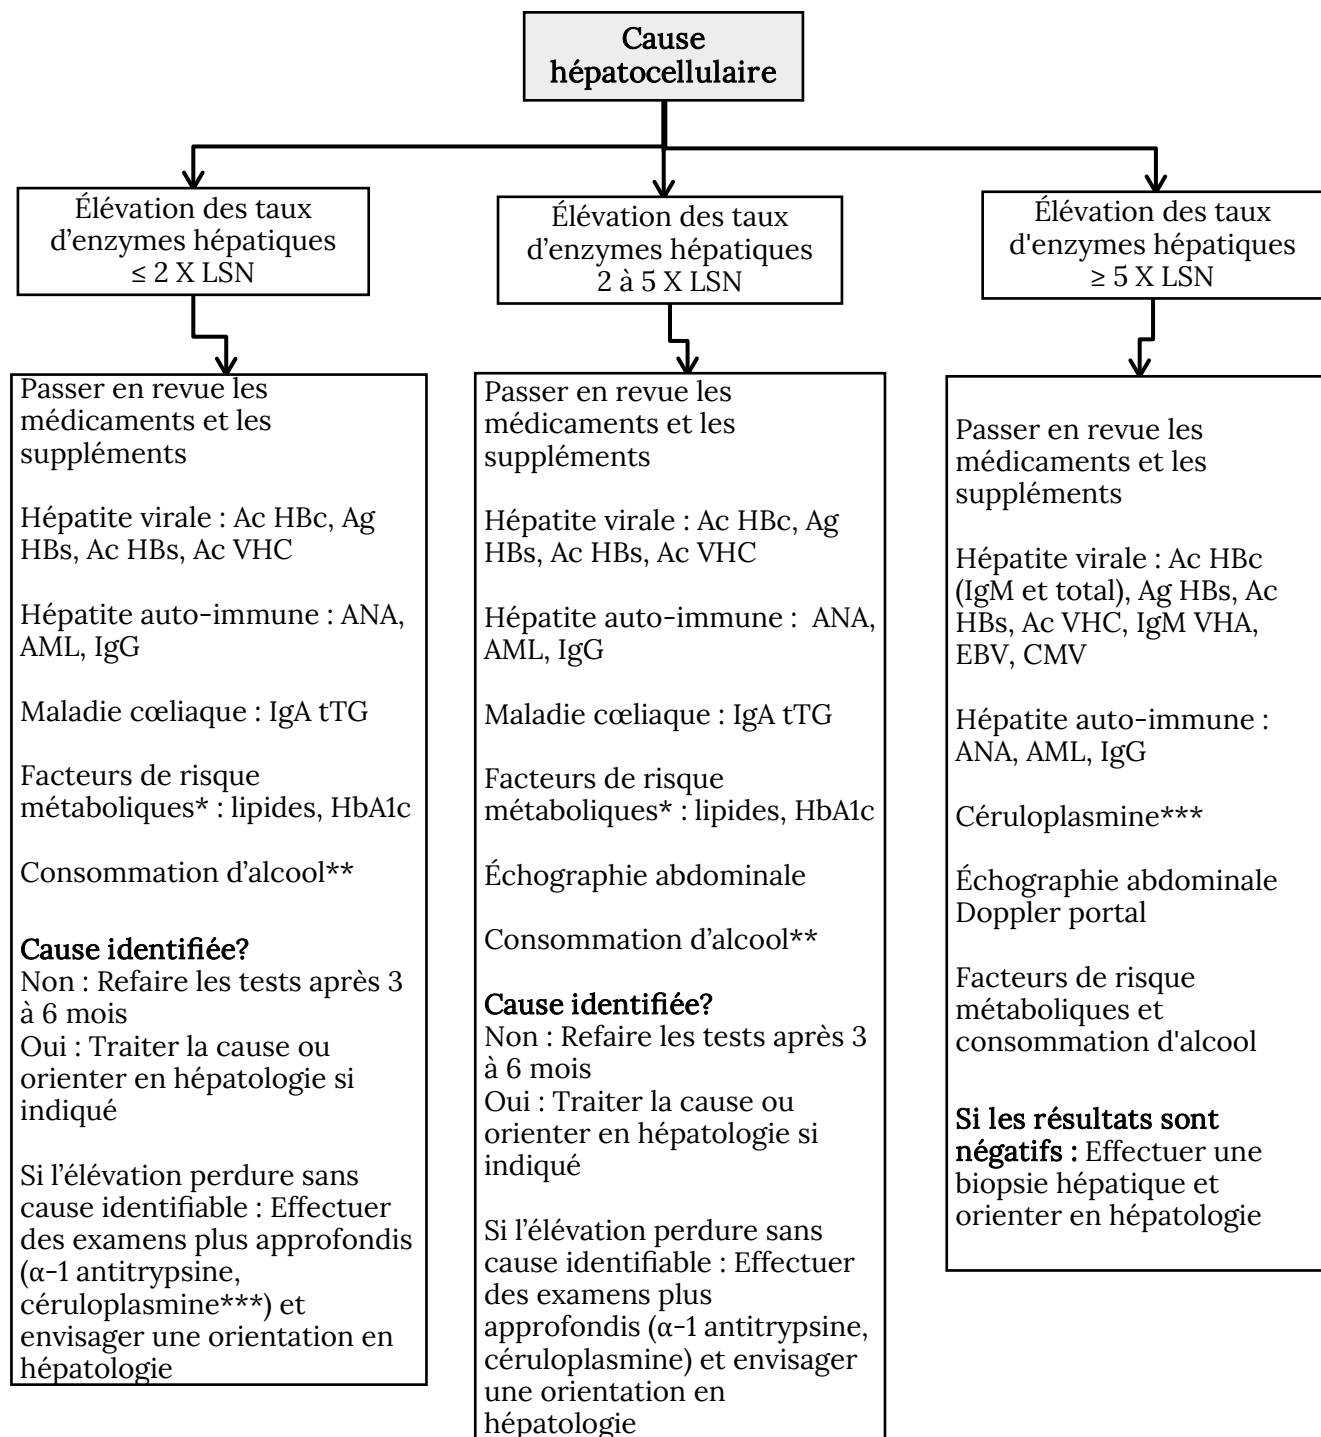 Cause
hépatocellulaire
Élévation des taux
d’enzymes hépatiques
≤ 2 X LSN
Élévation des taux
d’enzymes hépatiques
2 à 5 X LSN
Élévation des taux
d'enzymes hépatiques
≥ 5 X LSN
Passer en revue les
médicaments et les
suppléments
Hépatite virale : Ac HBc, Ag
HBs, Ac HBs, Ac VHC
Hépatite auto-immune : ANA,
AML, IgG
Maladie cœliaque : IgA tTG
Facteurs de risque
métaboliques* : lipides, HbA1c
Consommation d’alcool**
Cause identifiée?
Non : Refaire les tests après 3
à 6 mois
Oui : Traiter la cause ou
orienter en hépatologie si
indiqué
Si l’élévation perdure sans
cause identifiable : Effectuer
des examens plus approfondis
(α-1 antitrypsine,
céruloplasmine***) et
envisager une orientation en
hépatologie
Passer en revue les
médicaments et les
suppléments
Hépatite virale : Ac HBc, Ag
HBs, Ac HBs, Ac VHC
Hépatite auto-immune :  ANA,
AML, IgG
Maladie cœliaque : IgA tTG
Facteurs de risque
métaboliques* : lipides, HbA1c
Échographie abdominale
Consommation d’alcool**
Cause identifiée?
Non : Refaire les tests après 3
à 6 mois
Oui : Traiter la cause ou
orienter en hépatologie si
indiqué
Si l’élévation perdure sans
cause identifiable : Effectuer
des examens plus
approfondis (α-1 antitrypsine,
céruloplasmine) et envisager
une orientation en
hépatologie
Passer en revue les
médicaments et les
suppléments
Hépatite virale : Ac HBc
(IgM et total), Ag HBs, Ac
HBs, Ac VHC, IgM VHA,
EBV, CMV
Hépatite auto-immune :
ANA, AML, IgG
Céruloplasmine***
Échographie abdominale
Doppler portal
Facteurs de risque
métaboliques et
consommation d'alcool
Si les résultats sont
négatifs : Effectuer une
biopsie hépatique et
orienter en hépatologie